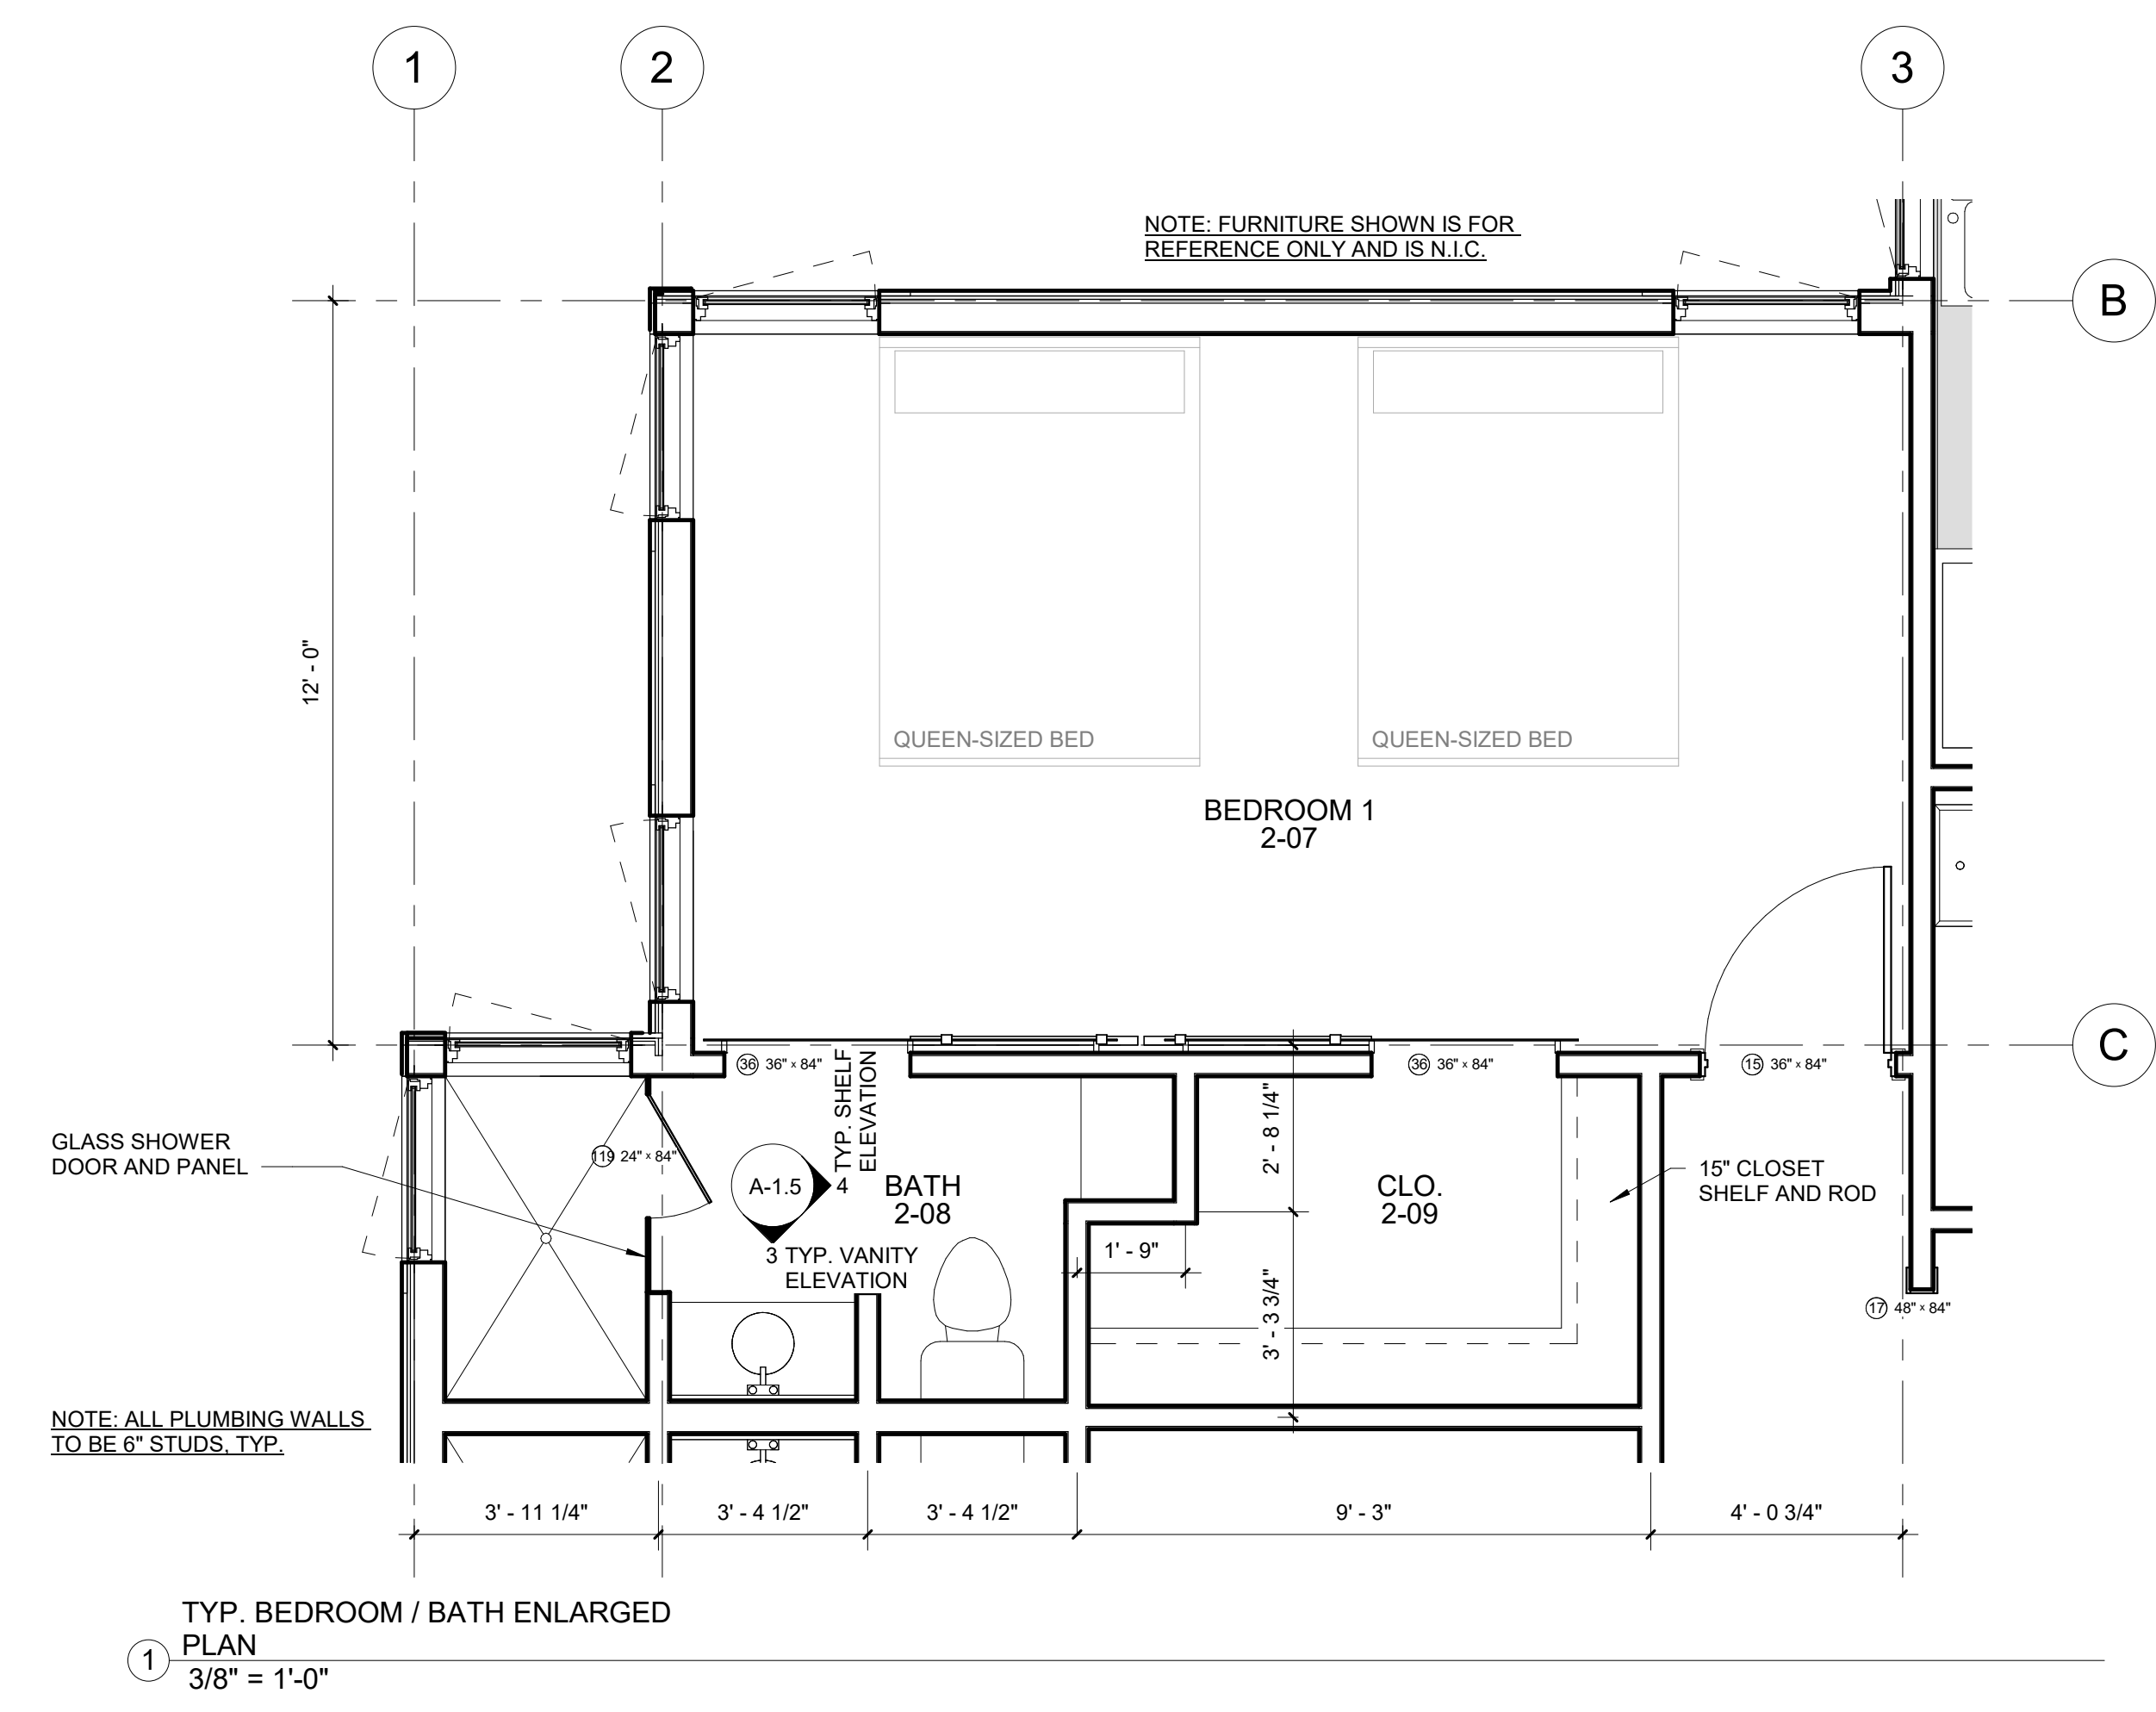 1
2
3
NOTE: FURNITURE SHOWN IS FOR
REFERENCE ONLY AND IS N.I.C.
B
12' - 0"
QUEEN-SIZED BED
QUEEN-SIZED BED
BEDROOM 1
2-07
C
36 36" x 84"
36 36" x 84"
15 36" x 84"
TYP. SHELF
ELEVATION
2' - 8 1/4"
GLASS SHOWER
DOOR AND PANEL
119 24" x 84"
A-1.5
4
BATH
2-08
CLO.
2-09
15" CLOSET
SHELF AND ROD
3 TYP. VANITY
ELEVATION
1' - 9"
3' - 3 3/4"
17 48" x 84"
NOTE: ALL PLUMBING WALLS
TO BE 6" STUDS, TYP.
3' - 11 1/4"
3' - 4 1/2"
3' - 4 1/2"
9' - 3"
4' - 0 3/4"
TYP. BEDROOM / BATH ENLARGED
PLAN
1
3/8" = 1'-0"